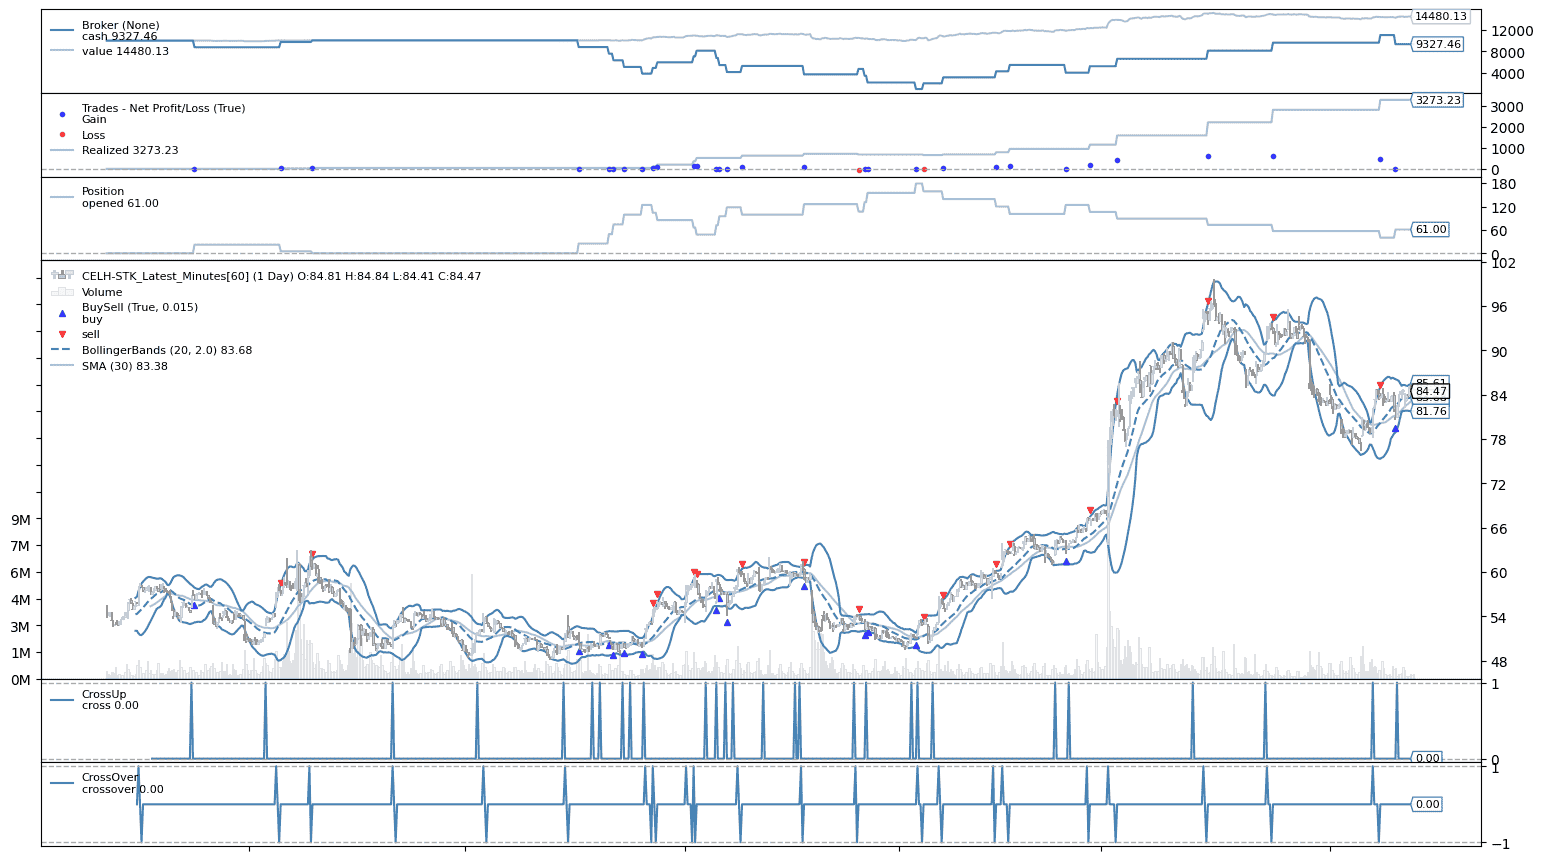 Broker (None)
cash 9327.46
value 14480.13
14480.13
12000
9327.46
8000
4000
Trades - Net Profit/Loss (True)
Gain
Loss
Realized 3273.23
3273.23
3000
2000
1000
0
Position
opened 61.00
180
120
61.00
60
0
CELH-STK_Latest_Minutes[60] (1 Day) O:84.81 H:84.84 L:84.41 C:84.47
Volume
BuySell (True, 0.015)
buy
sell
BollingerBands (20, 2.0) 83.68
SMA (30) 83.38
102
96
90
85.61
84.47
84
81.76
78
72
66
60
54
48
9M
7M
6M
4M
3M
1M
0M
CrossUp
cross 0.00
1
0.00
0
CrossOver
crossover 0.00
1
0.00
−1